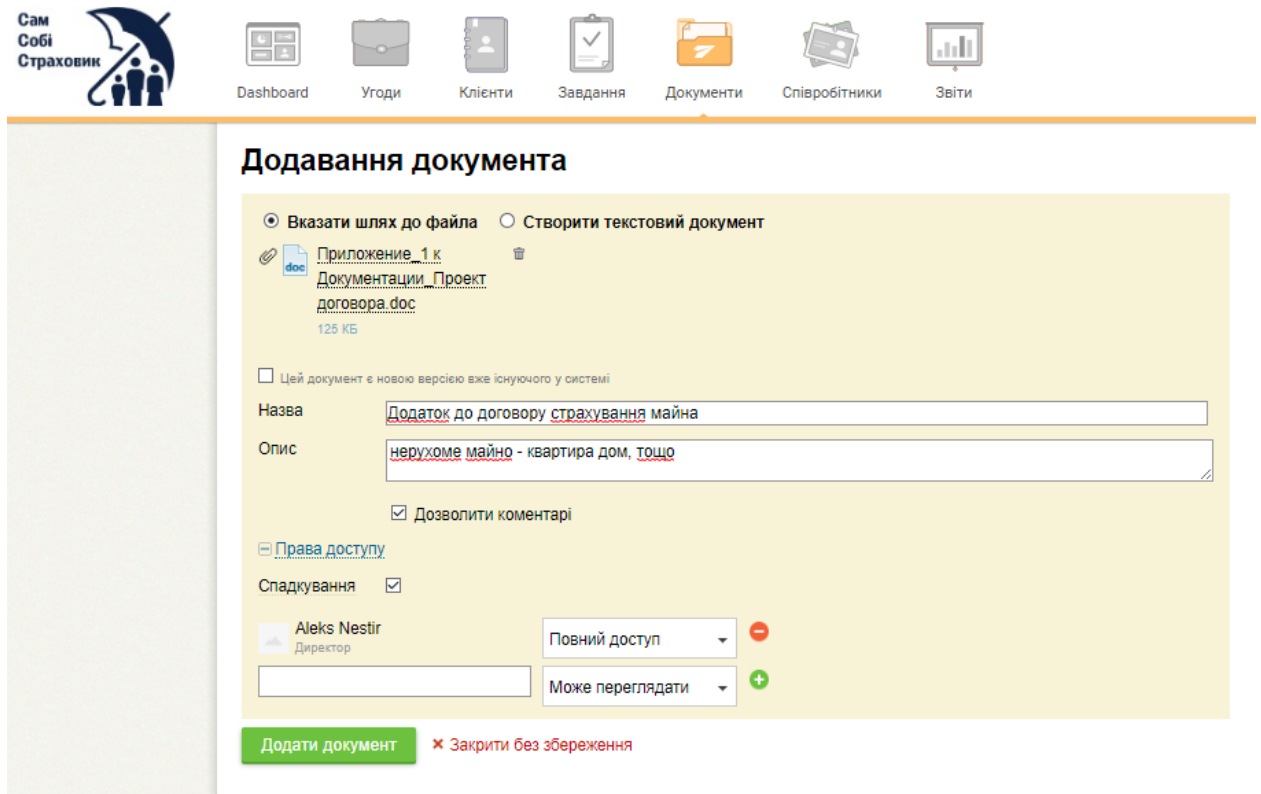 Сам
Собі
Страховик
Dashboard Угоди Клієнти Завдання Документи Співробітники Звіти
Додавання документа
Вказати шлях до файла Створити текстовий документ
doc Приложение_1 к
Документации_Проект
договора.doc
125 КБ
Цей документ є новою версією вже існуючого у системі
Назва Додаток до договору страхування майна
Опис нерухоме майно - квартира дом, тощо
Дозволити коментарі
Права доступу
Спадкування
Aleks Nestir
Директор
Повний доступ
Може переглядати
Додати документ Закрити без збереження